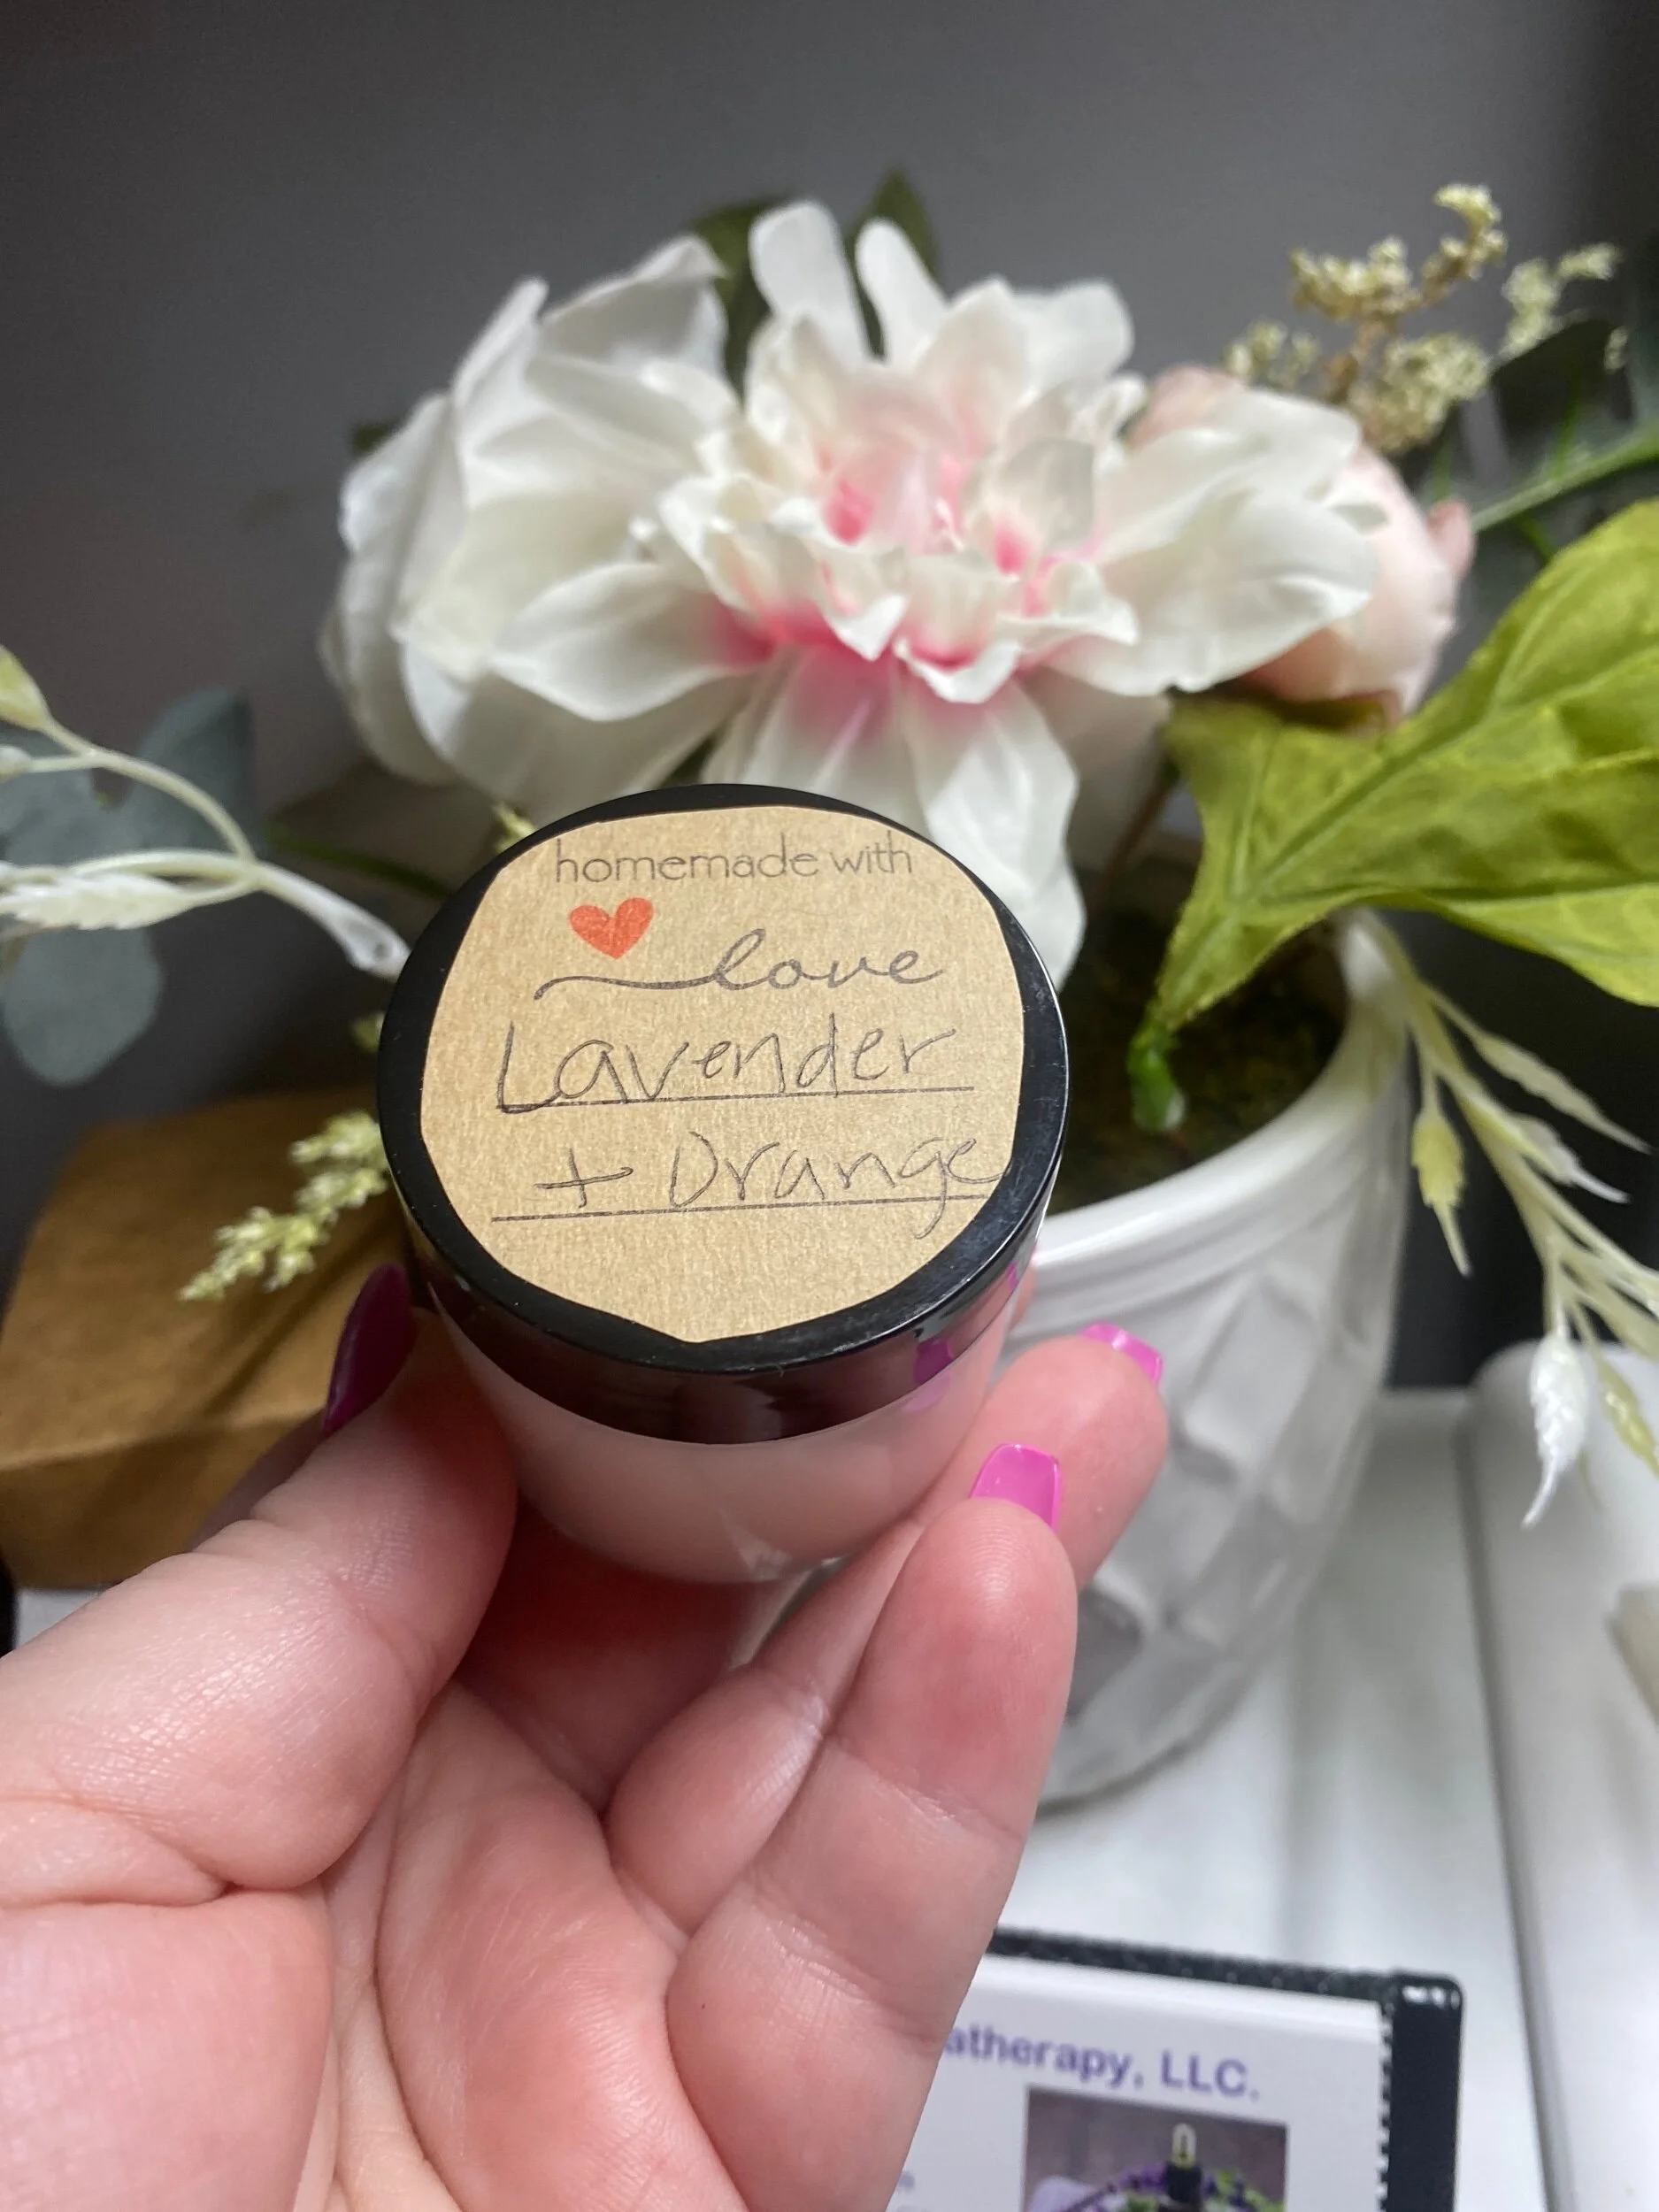 homemade with
love
Lavender
+ Orange
atherapy, LLC.